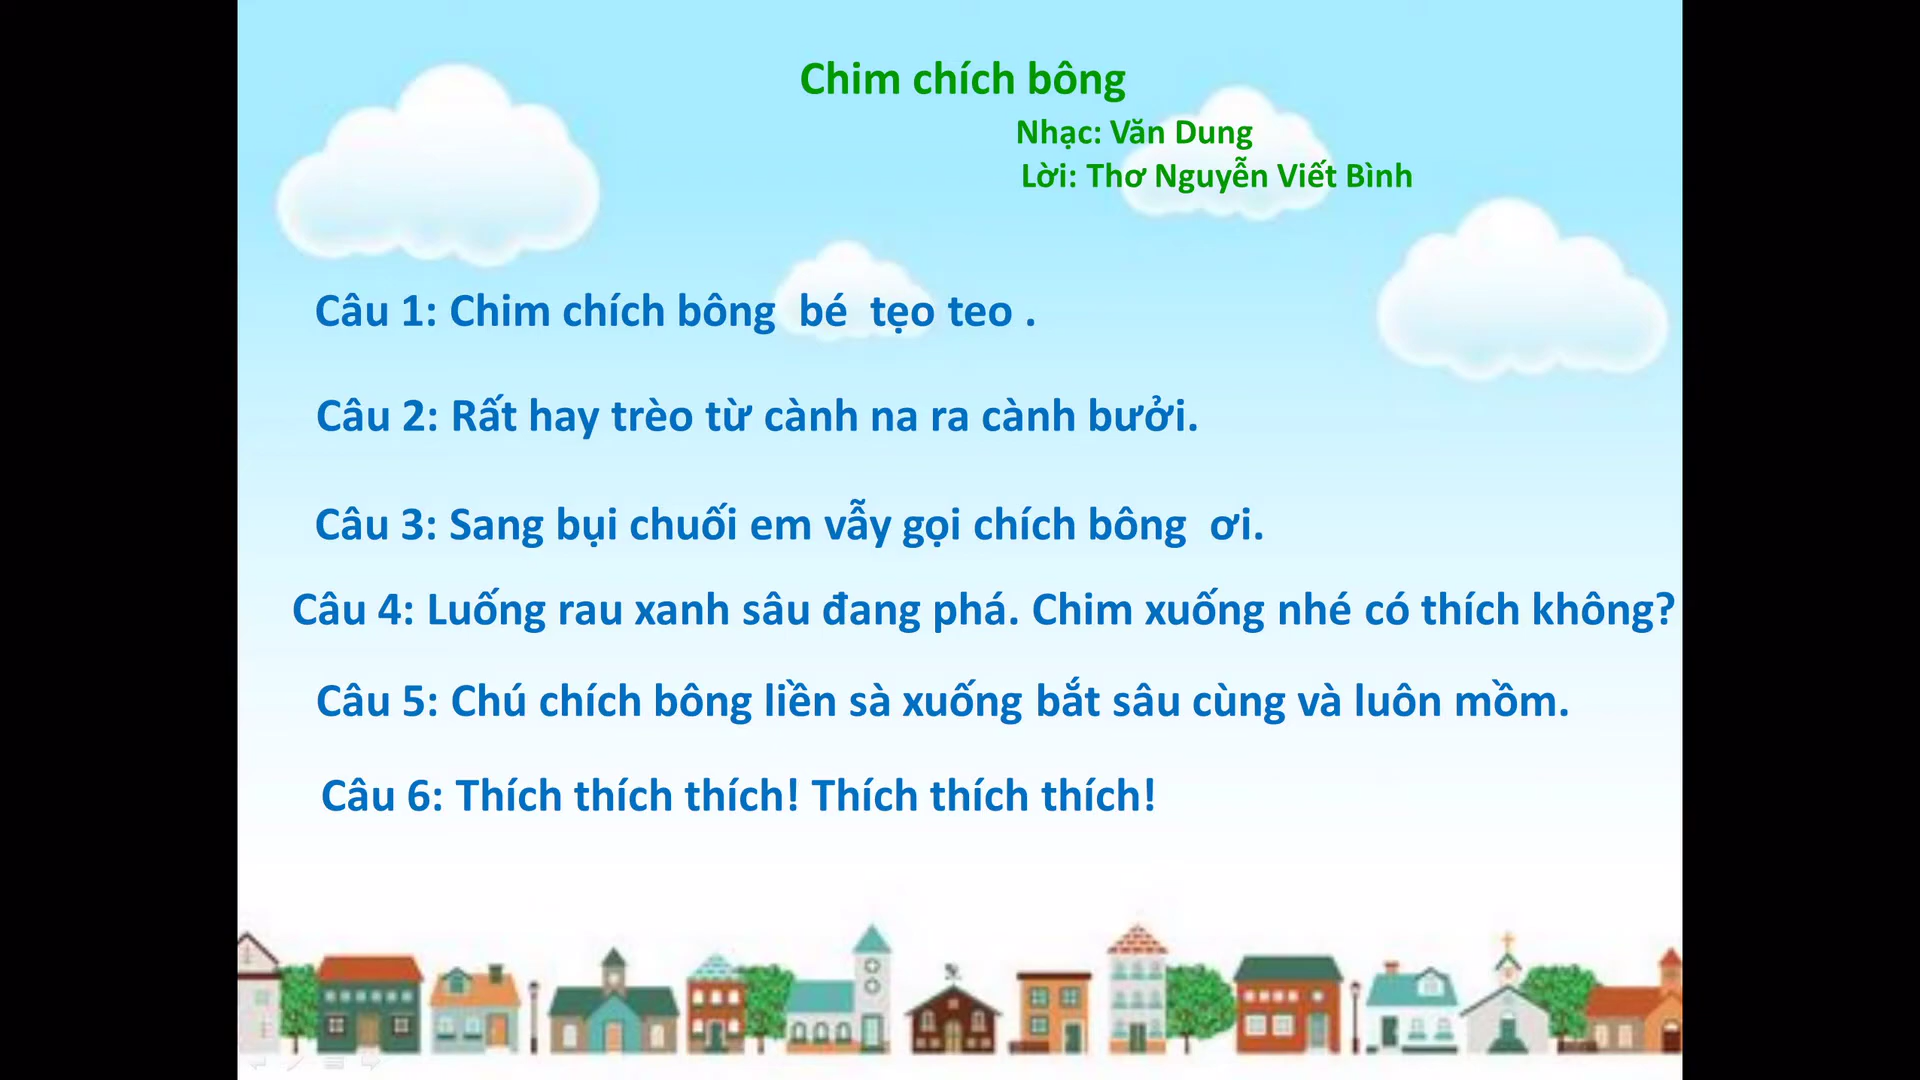 Chim chích bông
Nhạc: Văn Dung
Lời: Thơ Nguyễn Viết Bình
Câu 1: Chim chích bông bé tẹo teo .
Câu 2: Rất hay trèo từ cành na ra cành bưởi.
Câu 3: Sang bụi chuối em vẫy gọi chích bông ơi.
Câu 4: Luống rau xanh sâu đang phá. Chim xuống nhé có thích không?
Câu 5: Chú chích bông liền sà xuống bắt sâu cùng và luôn mồm.
Câu 6: Thích thích thích! Thích thích thích!